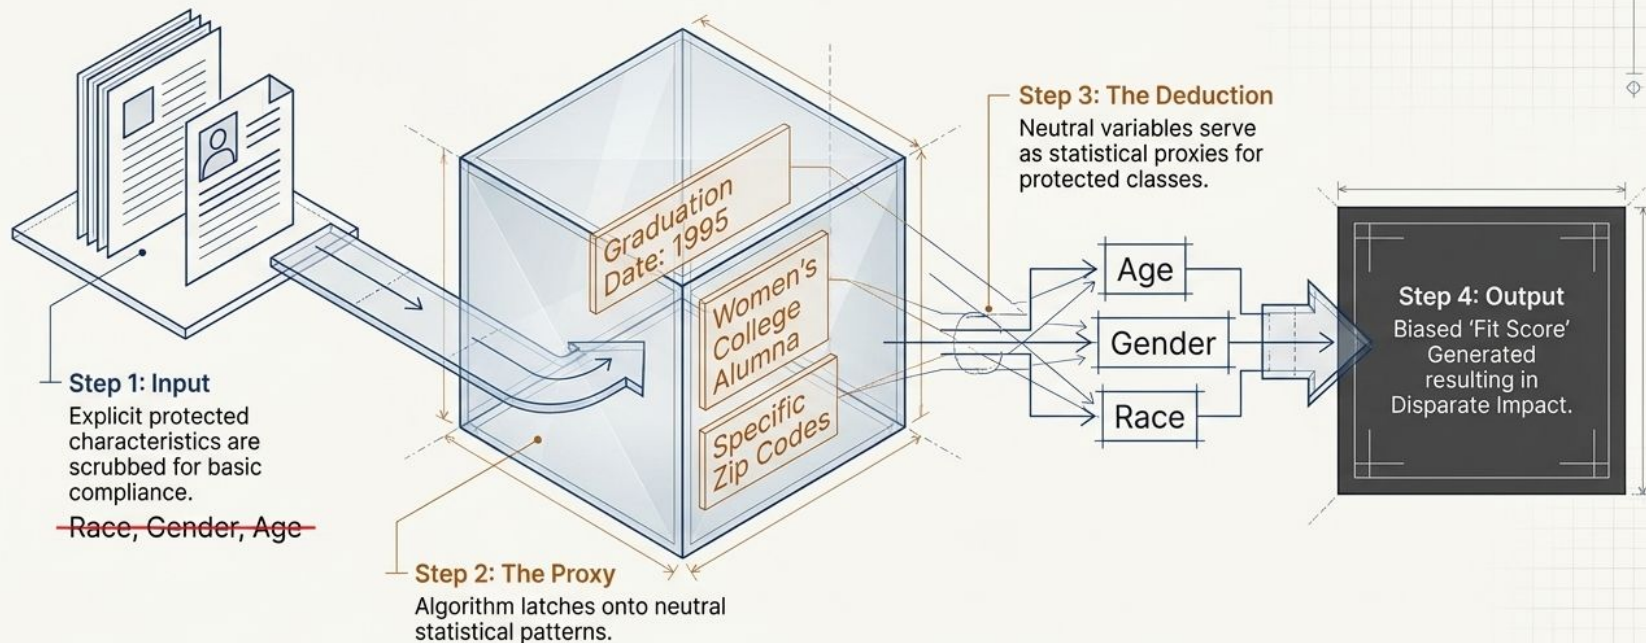 Step 1: Input
Explicit protected
characteristics are
scrubbed for basic
compliance.
Race, Gender, Age
Graduation
Date: 1995
Women's
College
Alumna
Specific
Zip Codes
Step 2: The Proxy
Algorithm latches onto neutral
statistical patterns.
Step 3: The Deduction
Neutral variables serve
as statistical proxies for
protected classes.
Age
Gender
Race
Step 4: Output
Biased 'Fit Score'
Generated
resulting in
Disparate Impact.